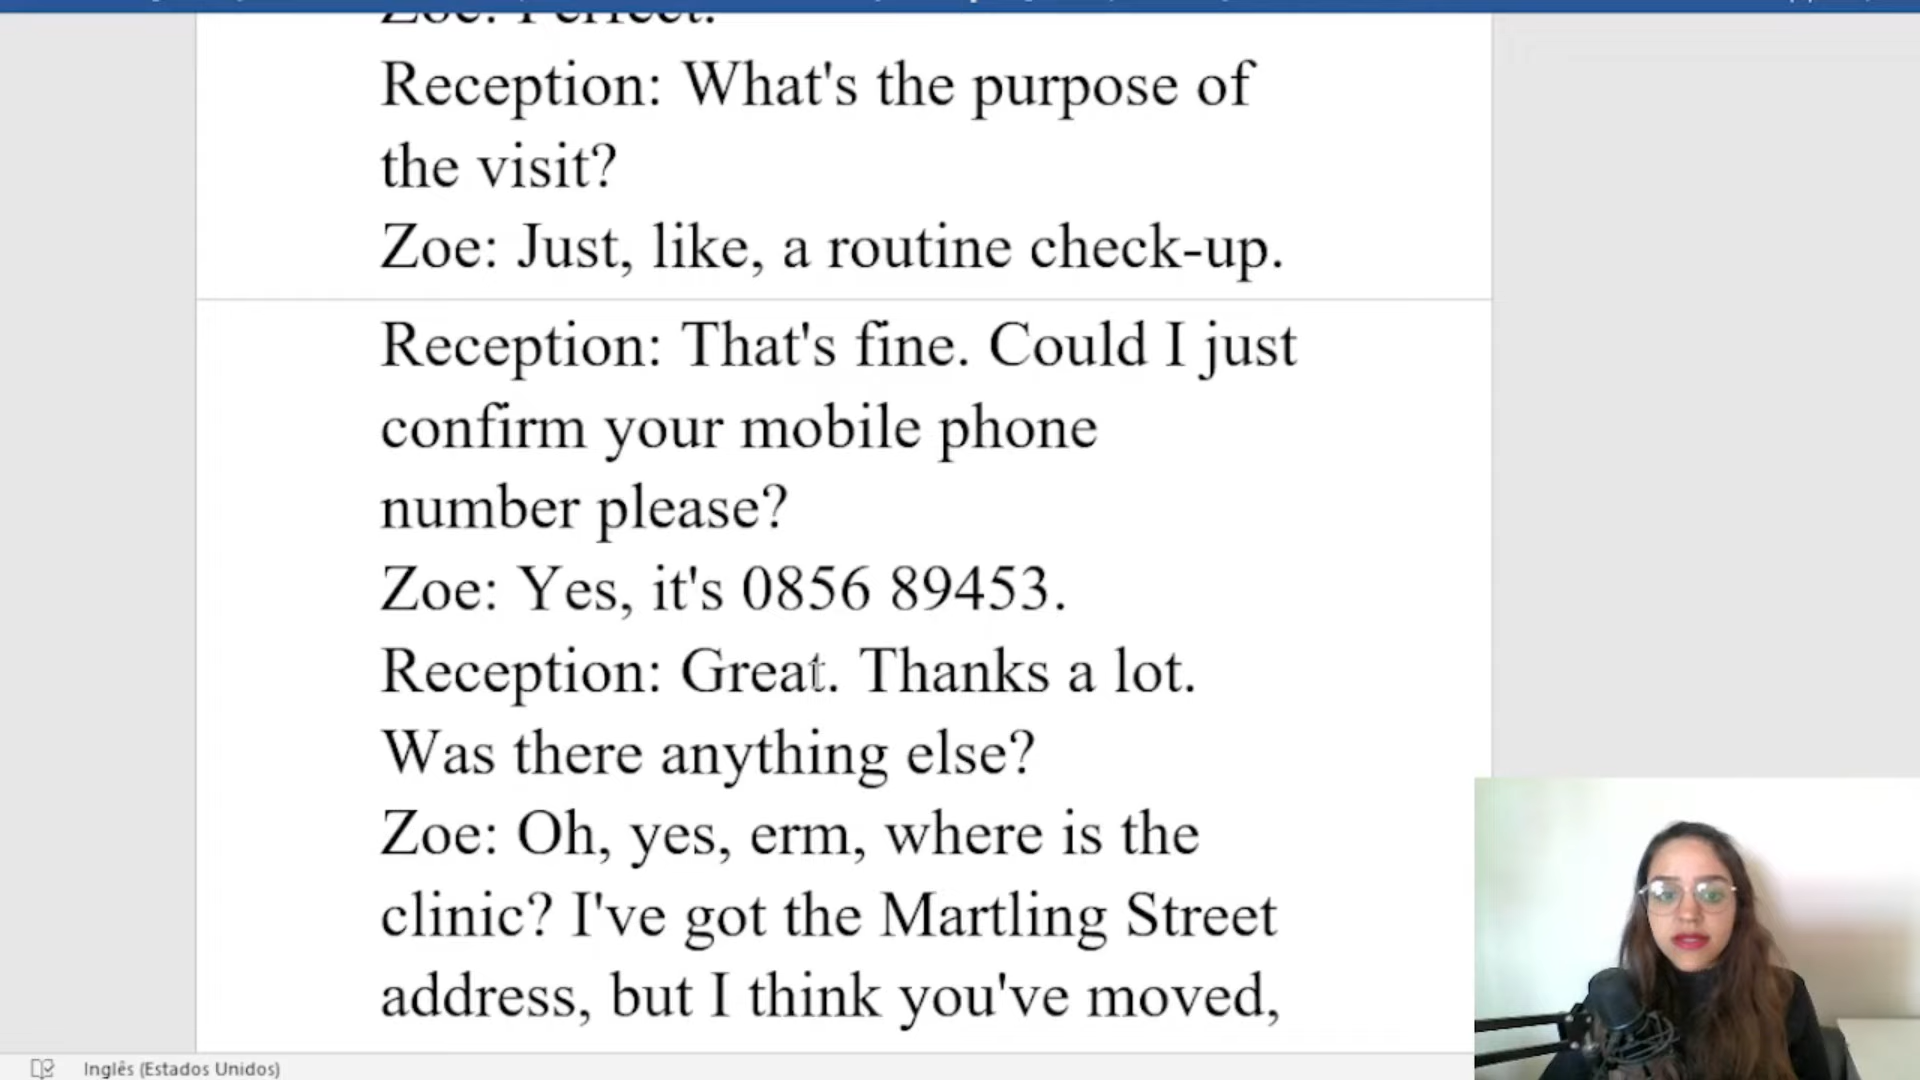 Zoe: Perfect.
Reception: What's the purpose of
the visit?
Zoe: Just, like, a routine check-up.
Reception: That's fine. Could I just
confirm your mobile phone
number please?
Zoe: Yes, it's 0856 89453.
Reception: Great. Thanks a lot.
Was there anything else?
Zoe: Oh, yes, erm, where is the
clinic? I've got the Martling Street
address, but I think you've moved,
Inglês (Estados Unidos)